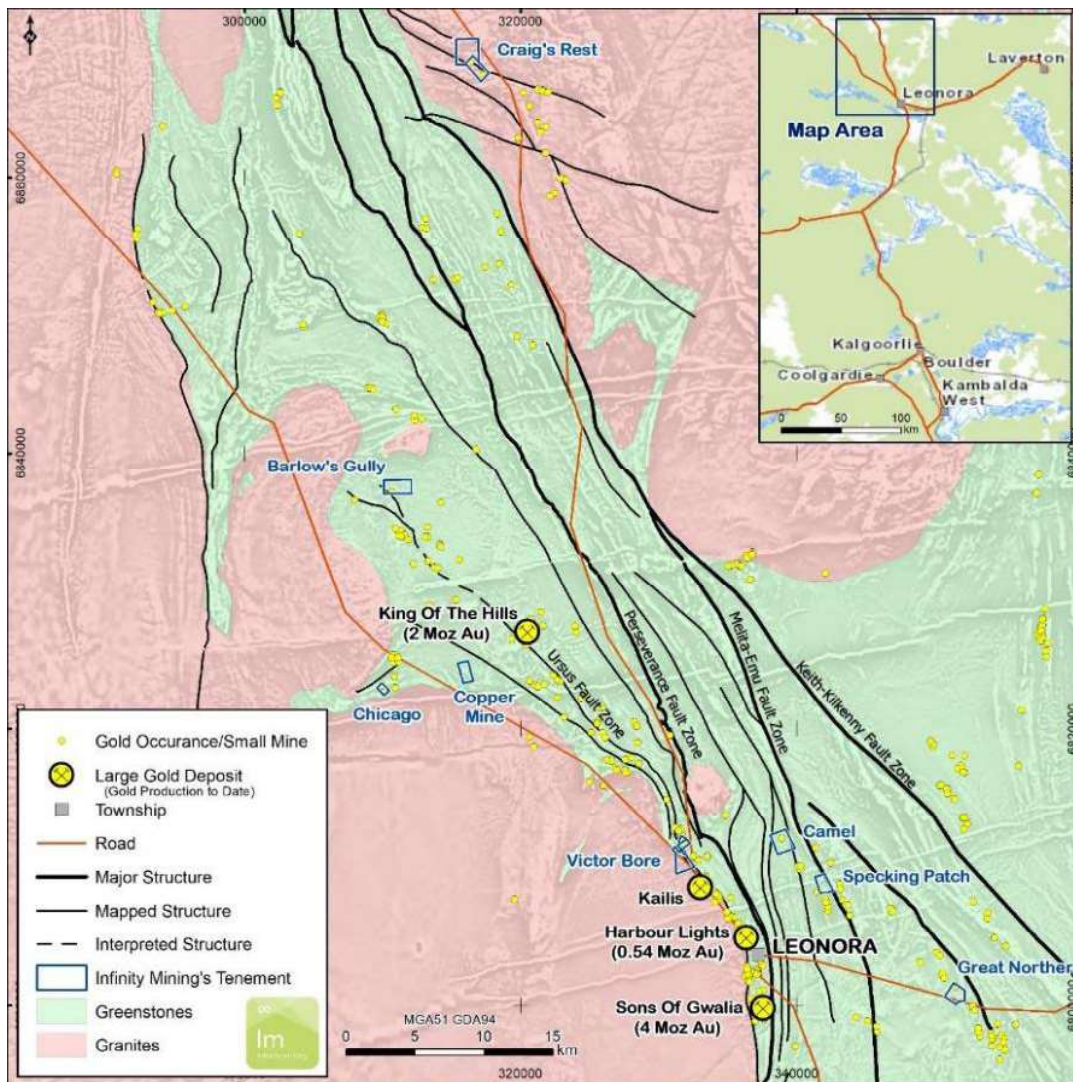 300000
320000
Craig's Rest
Laverton
Leonora
Map Area
6860000
Kalgoorlie
Boulder
Coolgardie
Kambalda
West
0 50 100
km
6840000
Barlow's Gully
King Of The Hills
(2 Moz Au)
Ursus Fault Zone
Perseverance Fault Zone
Melita-Emu Fault Zone
Keith-Kilkenny Fault Zone
Chicago
Copper
Mine
6820000
Gold Occurance/Small Mine
Large Gold Deposit
(Gold Production to Date)
Township
Road
Major Structure
Mapped Structure
Interpreted Structure
Infinity Mining's Tenement
Greenstones
Granites
Im
Camel
Victor Bore
Specking Patch
Kailis
Harbour Lights
(0.54 Moz Au)
LEONORA
Great Norther
Sons Of Gwalia
(4 Moz Au)
MGA51 GDA94
0 5 10 15
km
6800000
320000
340000